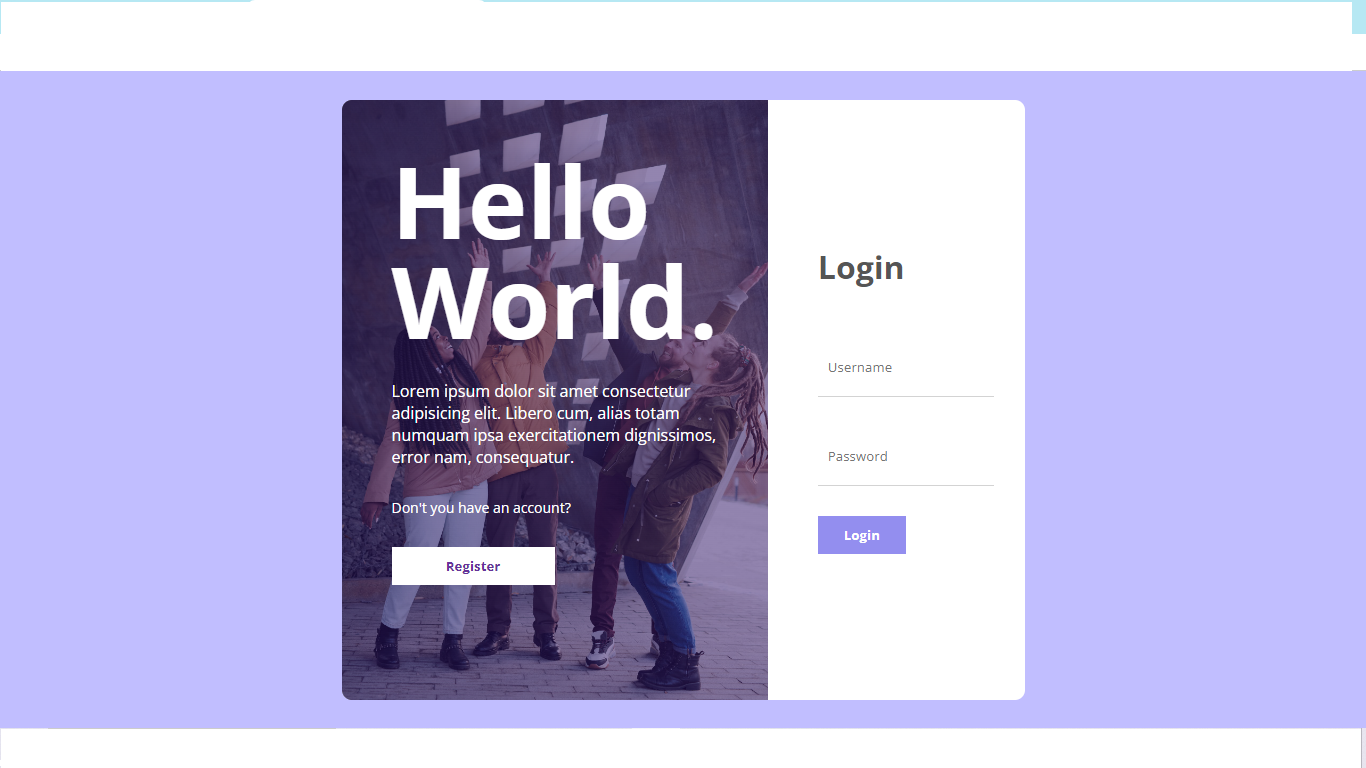 Hello
World.
Lorem ipsum dolor sit amet consectetur
adipisicing elit. Libero cum, alias totam
numquam ipsa exercitationem dignissimos,
error nam, consequatur.
Don't you have an account?
Register
Login
Username
Password
Login